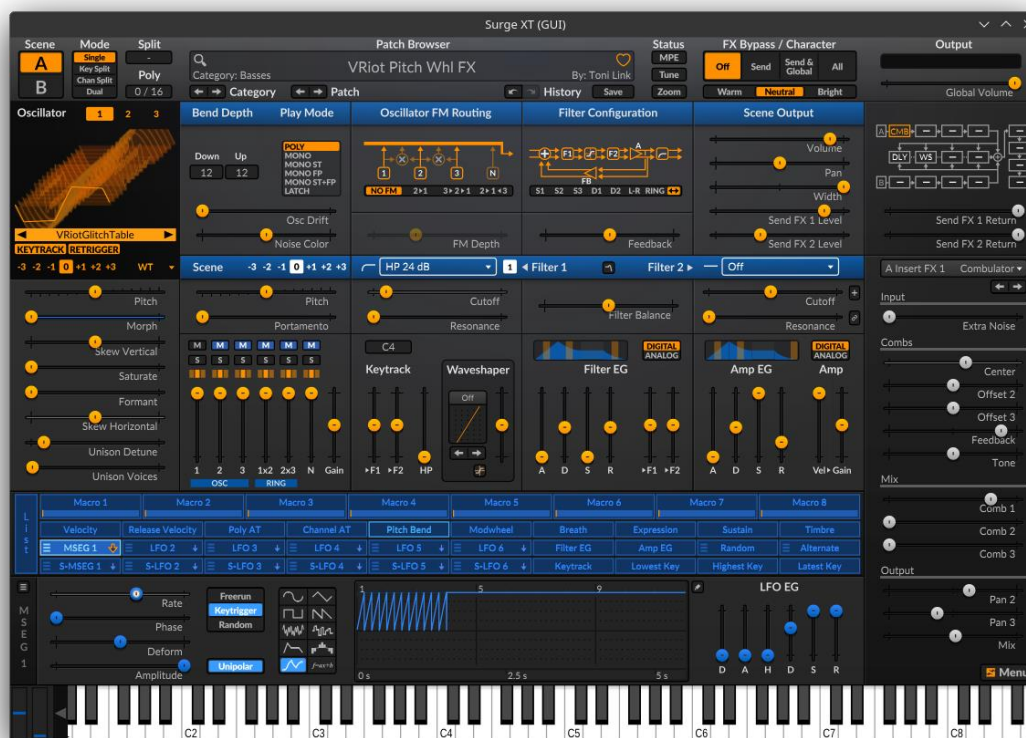 Surge XT (GUI)
Scene Mode Split Patch Browser Status FX Bypass / Character Output
A Single - MPE Off Send Send & Global All
Key Split VRiot Pitch Whl FX
B Chan Split Poly Category: Basses By: Toni Link Tune
Dual 0 / 16 Category Patch History Save Zoom Warm Neutral Bright Global Volume
Oscillator 1 2 3 Bend Depth Play Mode Oscillator FM Routing Filter Configuration Scene Output
Down Up
12 12
POLY
MONO
MONO ST
MONO FP
MONO ST+FP
LATCH
1 2 3 N
NO FM 2▸1 3▸2▸1 2▸1◂3
F1 F2 A
FB
S1 S2 S3 D1 D2 L-R RING
Volume
Pan
Width
Send FX 1 Level
Send FX 2 Level
A CMB - - -
DLY WS - -
B - - - -
Send FX 1 Return
Send FX 2 Return
Osc Drift
Noise Color FM Depth Feedback
VRiotGlitchTable
KEYTRACK RETRIGGER
-3 -2 -1 0 +1 +2 +3 WT
Scene -3 -2 -1 0 +1 +2 +3 HP 24 dB 1 Filter 1 Filter 2 Off
A Insert FX 1 Combulator
Pitch Pitch Cutoff Filter Balance Cutoff
Morph Portamento Resonance Resonance
Skew Vertical
Saturate
Formant
Skew Horizontal
Unison Detune
Unison Voices
M M M M M M
S S S S S S
1 2 3 1x2 2x3 N Gain
OSC RING
C4
Keytrack
▸F1 ▸F2 HP
Waveshaper
Off
DIGITAL
ANALOG
Filter EG
A D S R ▸F1 ▸F2
DIGITAL
ANALOG
Amp EG Amp
A D S R Vel▸ Gain
Input
Extra Noise
Combs
Center
Offset 2
Offset 3
Feedback
Tone
Mix
Comb 1
Comb 2
Comb 3
Output
Pan 2
Pan 3
Mix
Menu
List
Macro 1 Macro 2 Macro 3 Macro 4 Macro 5 Macro 6 Macro 7 Macro 8
Velocity Release Velocity Poly AT Channel AT Pitch Bend Modwheel Breath Expression Sustain Timbre
MSEG 1 LFO 2 LFO 3 LFO 4 LFO 5 LFO 6 Filter EG Amp EG Random Alternate
S-MSEG 1 S-LFO 2 S-LFO 3 S-LFO 4 S-LFO 5 S-LFO 6 Keytrack Lowest Key Highest Key Latest Key
MSEG 1
Rate
Phase
Deform
Amplitude
Freerun
Keytrigger
Random
Unipolar
1 5 9
0 s 2.5 s 5 s
LFO EG
D A H D S R
C2 C3 C4 C5 C6 C7 C8